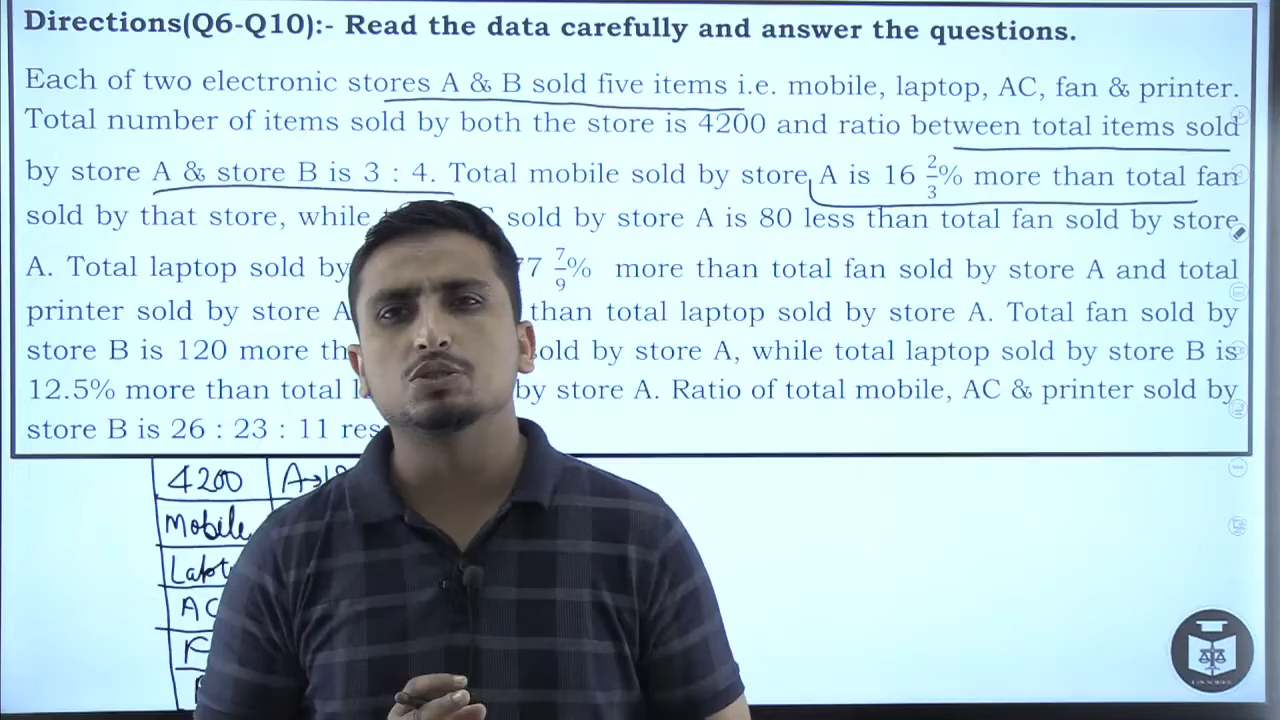 Directions(Q6-Q10):- Read the data carefully and answer the questions.
Each of two electronic stores A & B sold five items i.e. mobile, laptop, AC, fan & printer.
Total number of items sold by both the store is 4200 and ratio between total items sold
by store A & store B is 3 : 4. Total mobile sold by store A is 16 2/3% more than total fan
sold by that store, while sold by store A is 80 less than total fan sold by store
A. Total laptop sold by 7/9% more than total fan sold by store A and total
printer sold by store A than total laptop sold by store A. Total fan sold by
store B is 120 more sold by store A, while total laptop sold by store B is
12.5% more than total by store A. Ratio of total mobile, AC & printer sold by
store B is 26 : 23 : 11
4200 A→
Mobile
AC